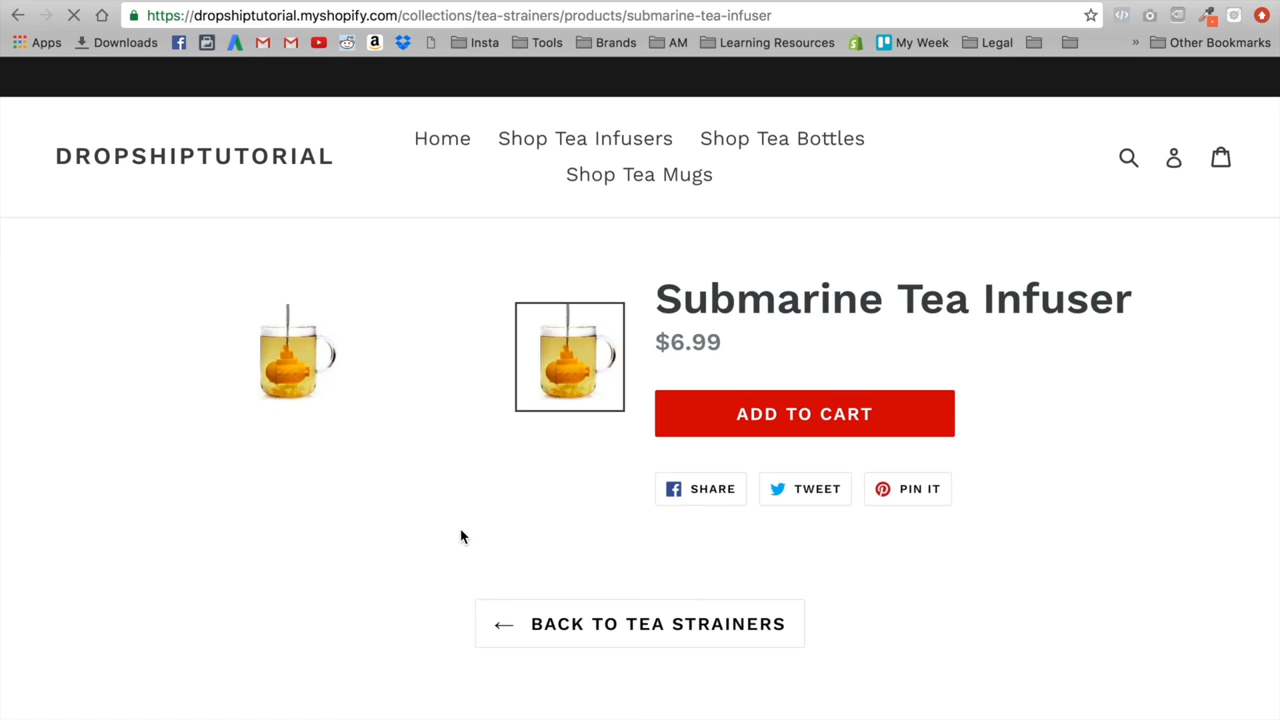 https://dropshiptutorial.myshopify.com/collections/tea-strainers/products/submarine-tea-infuser
Apps Downloads Insta Tools Brands AM Learning Resources My Week Legal » Other Bookmarks
DROPSHIPTUTORIAL
Home Shop Tea Infusers Shop Tea Bottles
Shop Tea Mugs
Submarine Tea Infuser
$6.99
ADD TO CART
SHARE TWEET PIN IT
← BACK TO TEA STRAINERS